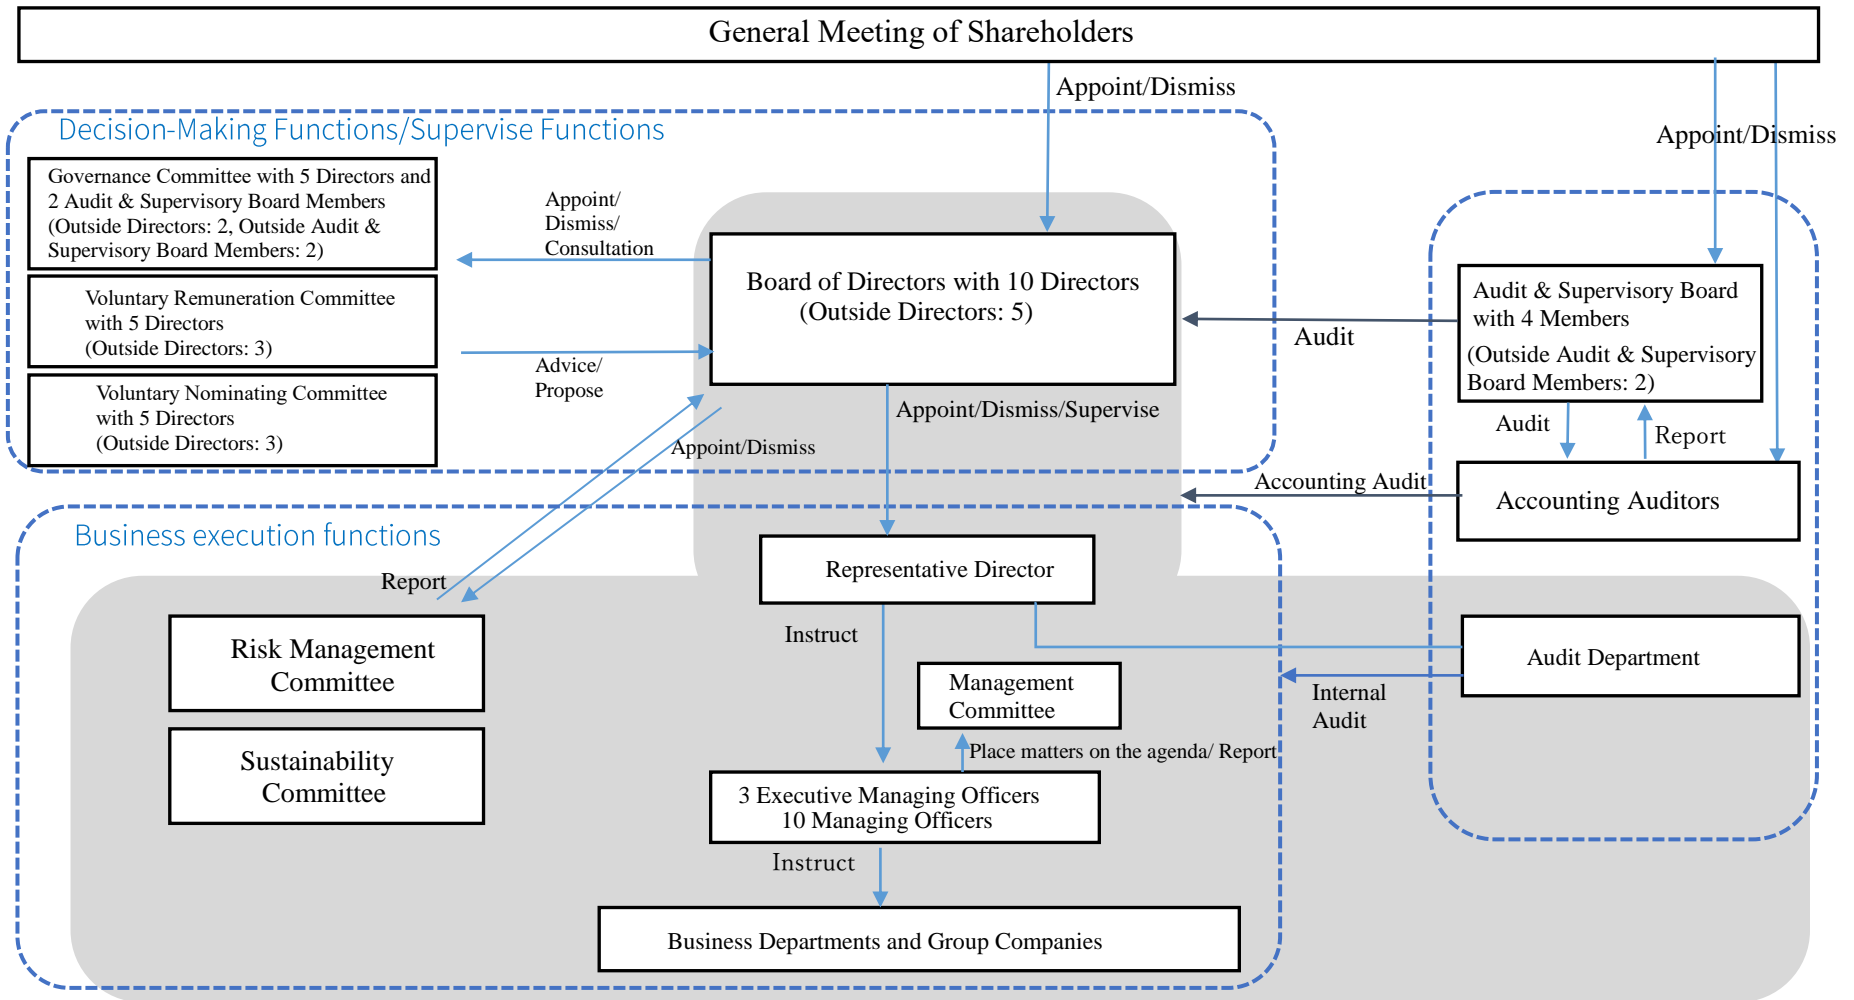 General Meeting of Shareholders
Appoint/Dismiss
Appoint/Dismiss
Decision-Making Functions/Supervise Functions
Governance Committee with 5 Directors and
2 Audit & Supervisory Board Members
(Outside Directors: 2, Outside Audit &
Supervisory Board Members: 2)
Voluntary Remuneration Committee
with 5 Directors
(Outside Directors: 3)
Voluntary Nominating Committee
with 5 Directors
(Outside Directors: 3)
Appoint/
Dismiss/
Consultation
Advice/
Propose
Board of Directors with 10 Directors
(Outside Directors: 5)
Audit
Audit & Supervisory Board
with 4 Members
(Outside Audit & Supervisory
Board Members: 2)
Appoint/Dismiss/Supervise
Appoint/Dismiss
Audit
Report
Accounting Audit
Accounting Auditors
Business execution functions
Report
Representative Director
Instruct
Risk Management
Committee
Sustainability
Committee
Management
Committee
Place matters on the agenda/ Report
Internal
Audit
Audit Department
3 Executive Managing Officers
10 Managing Officers
Instruct
Business Departments and Group Companies